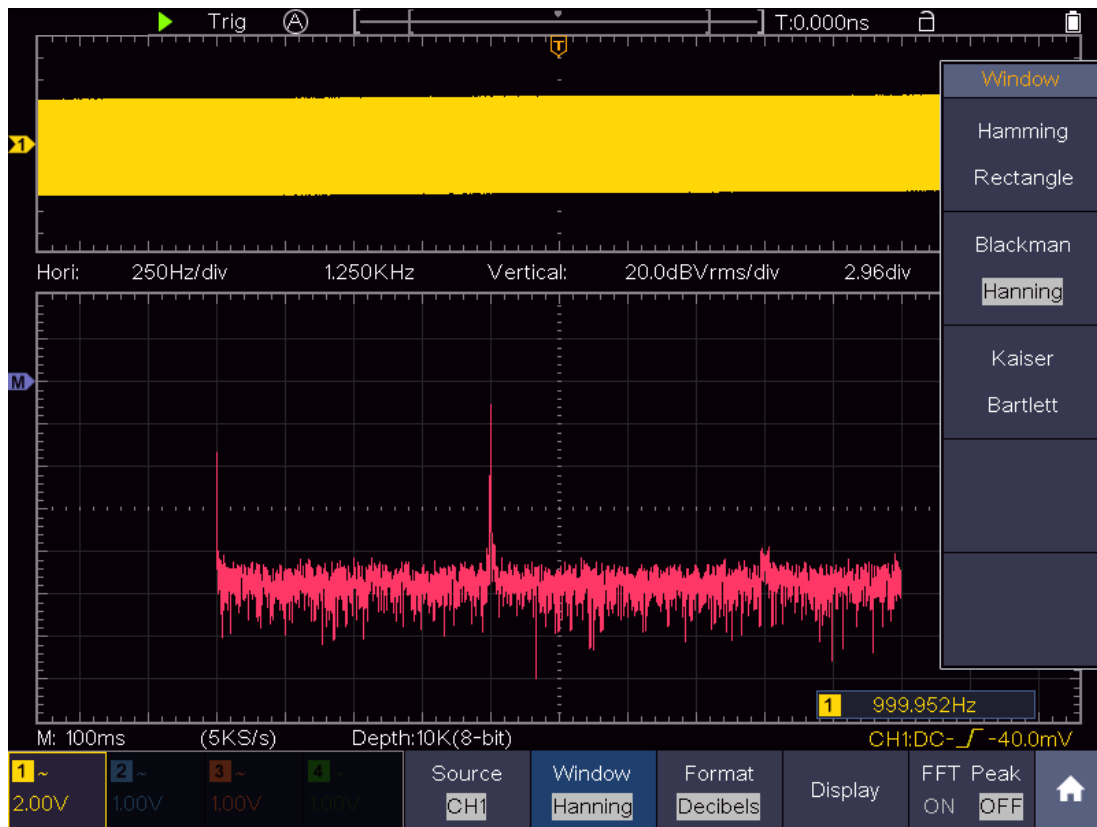 Trig A T:0.000ns
T
Window
Hamming
1
Rectangle
Blackman
Hori: 250Hz/div 1.250KHz Vertical: 20.0dBVrms/div 2.96div
Hanning
Kaiser
M
Bartlett
1 999.952Hz
M: 100ms (5KS/s) Depth:10K(8-bit) CH1:DC- -40.0mV
1 ~ 2 ~ 3 ~ 4 ~ Source Window Format Display FFT Peak
2.00V 1.00V 1.00V 1.00V CH1 Hanning Decibels ON OFF